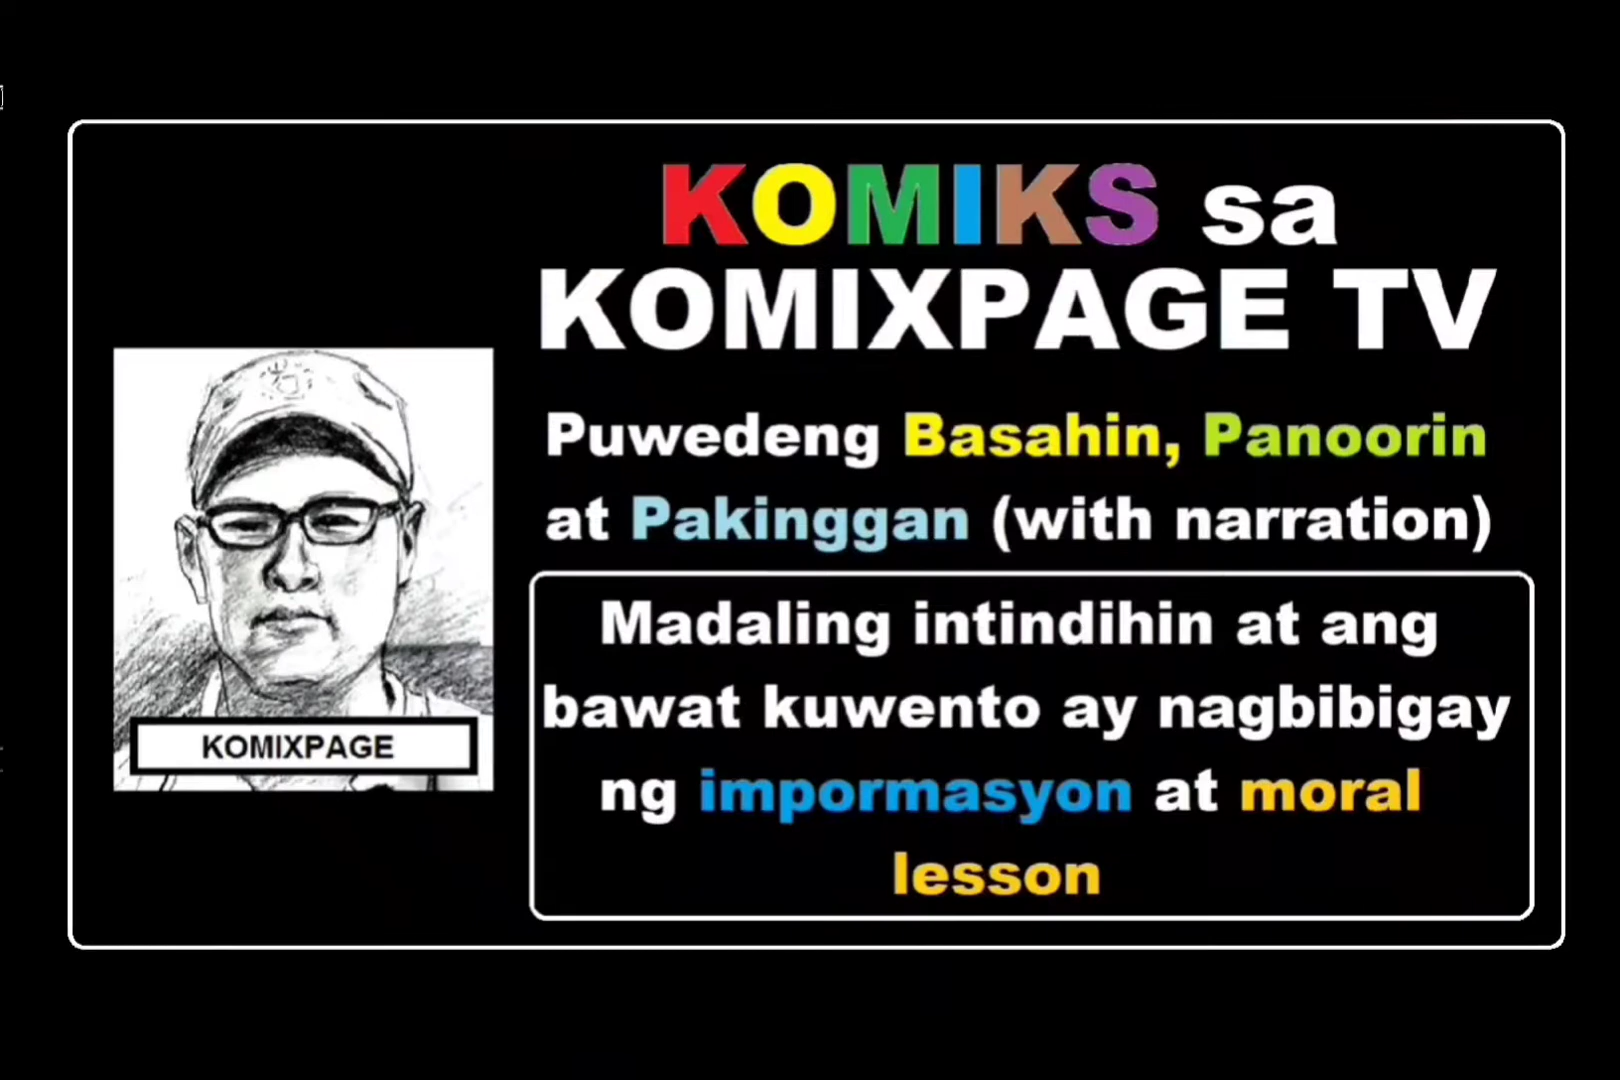 KOMIKS sa
KOMIXPAGE TV
Puwedeng Basahin, Panoorin
at Pakinggan (with narration)
Madaling intindihin at ang
bawat kuwento ay nagbibigay
ng impormasyon at moral
lesson
KOMIXPAGE